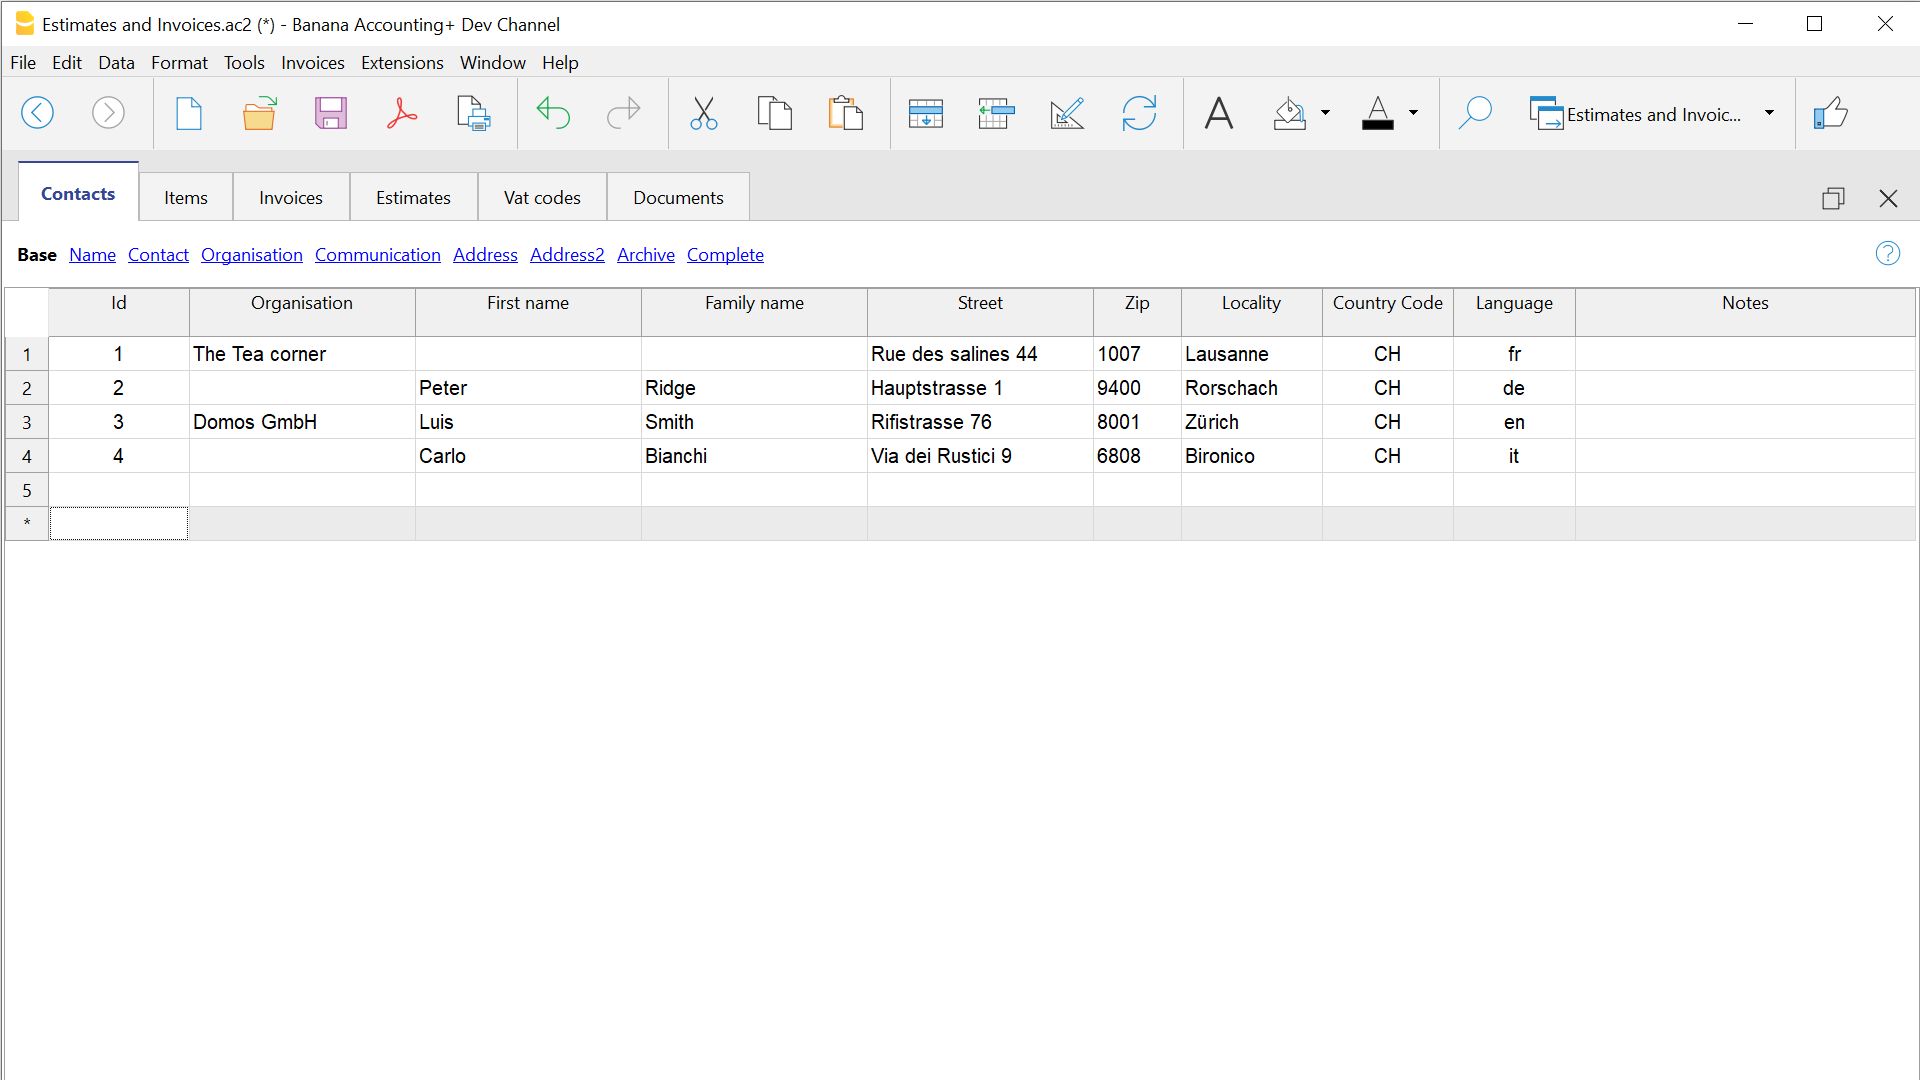 Estimates and Invoices.ac2 (*) - Banana Accounting+ Dev Channel
File Edit Data Format Tools Invoices Extensions Window Help
Estimates and Invoic...
Contacts Items Invoices Estimates Vat codes Documents
Base Name Contact Organisation Communication Address Address2 Archive Complete
Id Organisation First name Family name Street Zip Locality Country Code Language Notes
1 1 The Tea corner Rue des salines 44 1007 Lausanne CH fr
2 2 Peter Ridge Hauptstrasse 1 9400 Rorschach CH de
3 3 Domos GmbH Luis Smith Rifistrasse 76 8001 Zürich CH en
4 4 Carlo Bianchi Via dei Rustici 9 6808 Bironico CH it
5
*